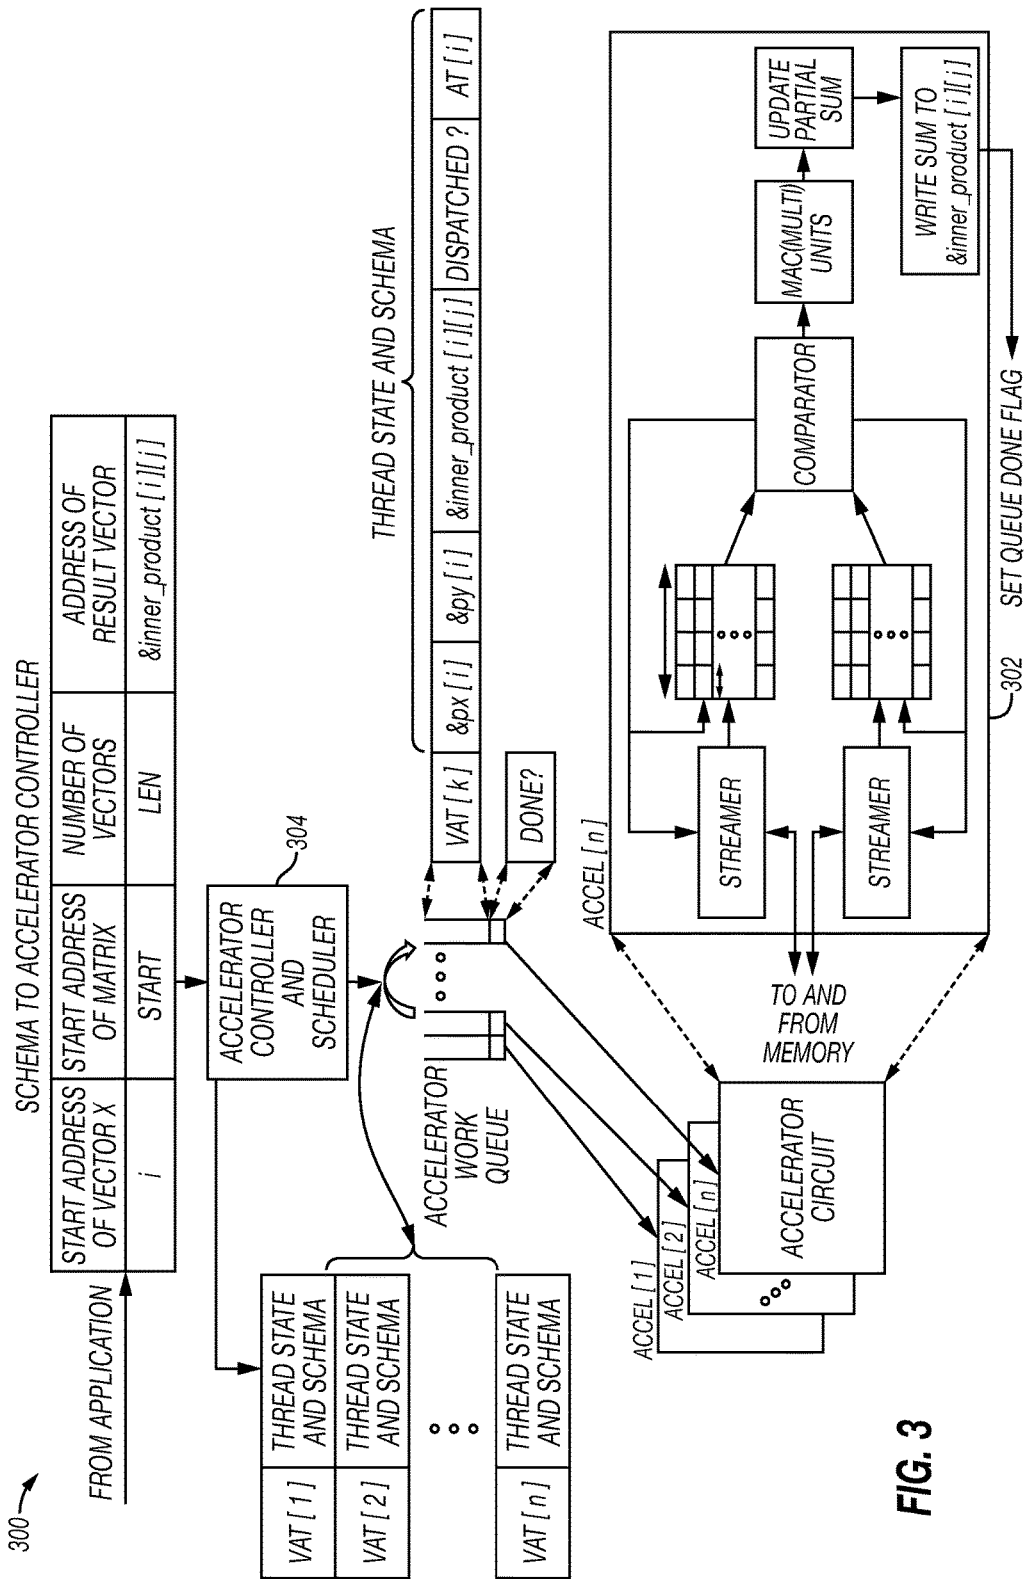 300
SCHEMA TO ACCELERATOR CONTROLLER
FROM APPLICATION
START ADDRESS
OF VECTOR X
START ADDRESS
OF MATRIX
NUMBER OF
VECTORS
ADDRESS OF
RESULT VECTOR
i
START
LEN
&inner_product [ i ] [ j ]
ACCELERATOR
CONTROLLER
AND
SCHEDULER
304
VAT [ 1 ]
THREAD STATE
AND SCHEMA
VAT [ 2 ]
THREAD STATE
AND SCHEMA
VAT [ n ]
THREAD STATE
AND SCHEMA
ACCELERATOR
WORK
QUEUE
THREAD STATE AND SCHEMA
VAT [ k ]
&px [ i ]
&py [ i ]
&inner_product [ i ] [ j ]
DISPATCHED ?
AT [ i ]
DONE?
ACCEL [ 1 ]
ACCEL [ 2 ]
ACCEL [ n ]
ACCELERATOR
CIRCUIT
TO AND
FROM
MEMORY
ACCEL [ n ]
STREAMER
STREAMER
COMPARATOR
MAC(MULTI)
UNITS
UPDATE
PARTIAL
SUM
WRITE SUM TO
&inner_product [ i ] [ j ]
302
SET QUEUE DONE FLAG
FIG. 3